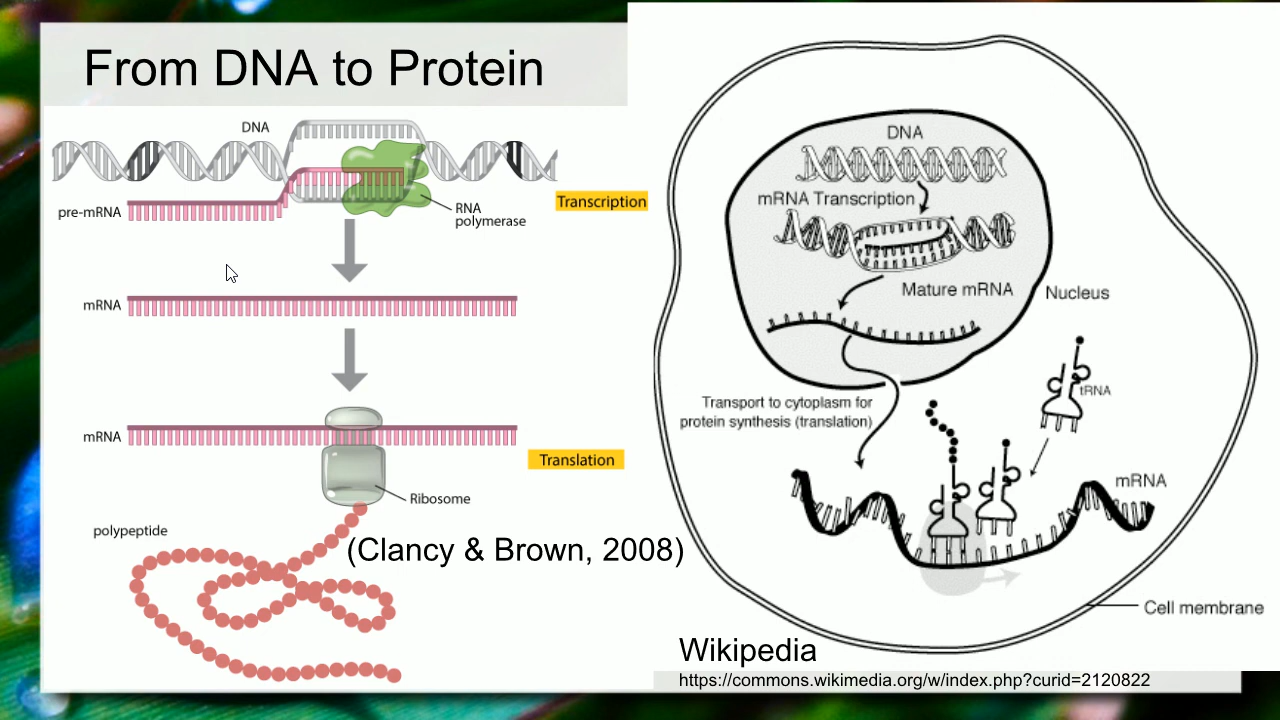 From DNA to Protein
DNA
pre-mRNA
RNA
polymerase
Transcription
mRNA
mRNA
Translation
Ribosome
polypeptide
(Clancy & Brown, 2008)
DNA
mRNA Transcription
Mature mRNA
Nucleus
Transport to cytoplasm for
protein synthesis (translation)
tRNA
mRNA
Cell membrane
Wikipedia
https://commons.wikimedia.org/w/index.php?curid=2120822